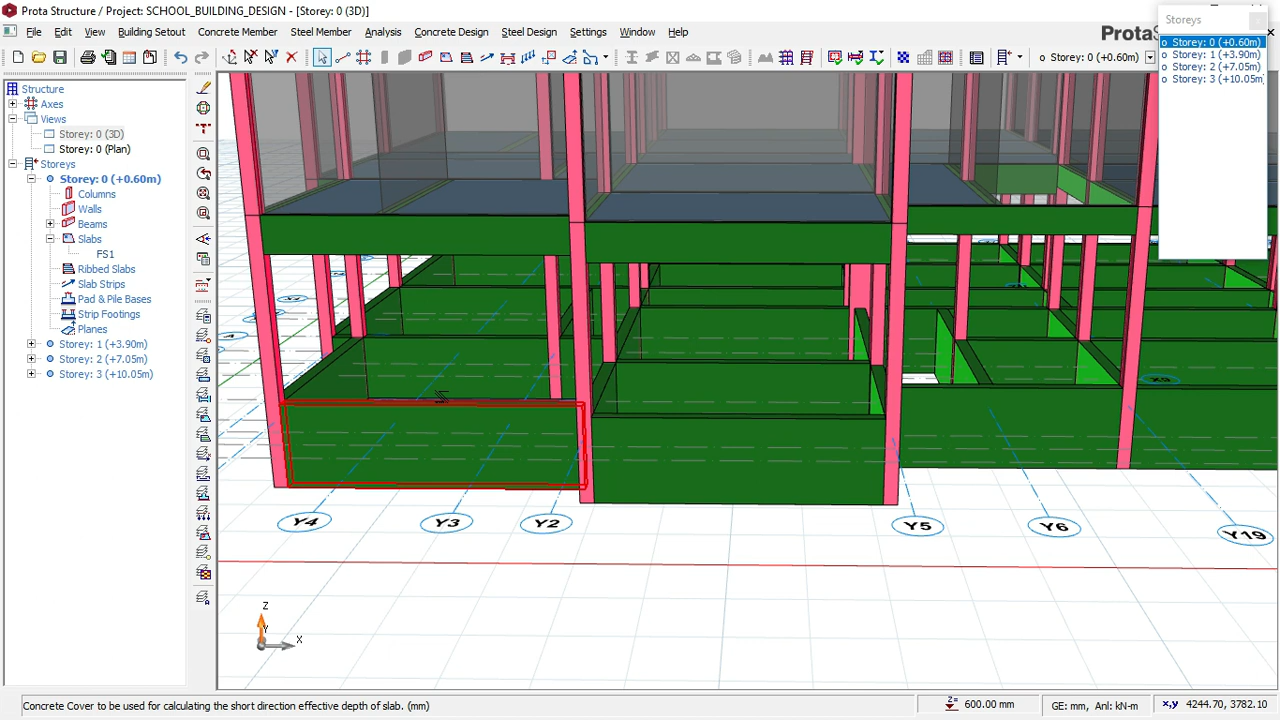 Prota Structure / Project: SCHOOL_BUILDING_DESIGN - [Storey: 0 (3D)]
File Edit View Building Setout Concrete Member Steel Member Analysis Concrete Design Steel Design Settings Window Help
Storeys
Storey: 0 (+0.60m)
Storey: 1 (+3.90m)
Storey: 2 (+7.05m)
Storey: 3 (+10.05m
Storey: 0 (+0.60m)
Structure
Axes
Views
Storey: 0 (3D)
Storey: 0 (Plan)
Storeys
Storey: 0 (+0.60m)
Columns
Walls
Beams
Slabs
FS1
Ribbed Slabs
Slab Strips
Pad & Pile Bases
Strip Footings
Planes
Storey: 1 (+3.90m)
Storey: 2 (+7.05m)
Storey: 3 (+10.05m)
Y4 Y3 Y2 Y5 Y6 Y19
Z
Y
X
Concrete Cover to be used for calculating the short direction effective depth of slab. (mm)
Z= 600.00 mm
GE: mm, Anl: kN-m
x,y 4244.70, 3782.10